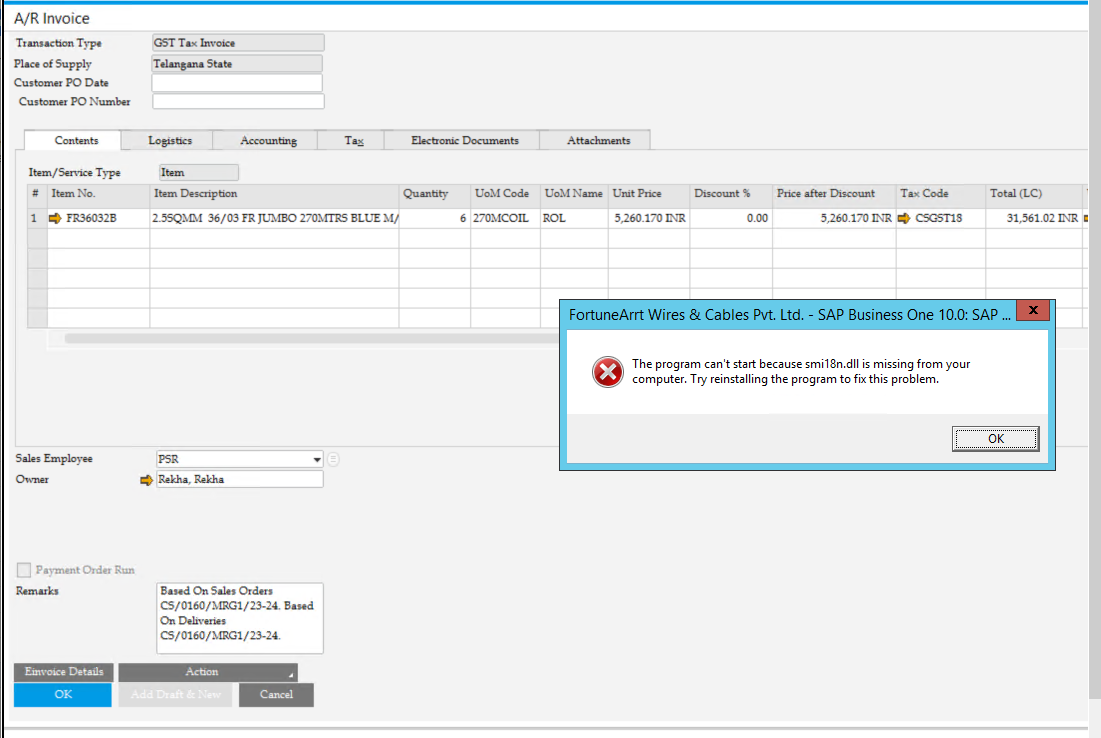 A/R Invoice
Transaction Type GST Tax Invoice
Place of Supply Telangana State
Customer PO Date
Customer PO Number
Contents Logistics Accounting Tax Electronic Documents Attachments
Item/Service Type Item
# Item No. Item Description Quantity UoM Code UoM Name Unit Price Discount % Price after Discount Tax Code Total (LC)
1 FR36032B 2.5SQMM 36/03 FR JUMBO 270MTRS BLUE M/ 6 270MCOIL ROL 5,260.170 INR 0.00 5,260.170 INR CSGST18 31,561.02 INR
FortuneArrt Wires & Cables Pvt. Ltd. - SAP Business One 10.0: SAP ...
The program can't start because smi18n.dll is missing from your
computer. Try reinstalling the program to fix this problem.
OK
Sales Employee PSR
Owner Rekha, Rekha
Payment Order Run
Remarks Based On Sales Orders
CS/0160/MRG1/23-24. Based
On Deliveries
CS/0160/MRG1/23-24.
Einvoice Details Action
OK Add Draft & New Cancel